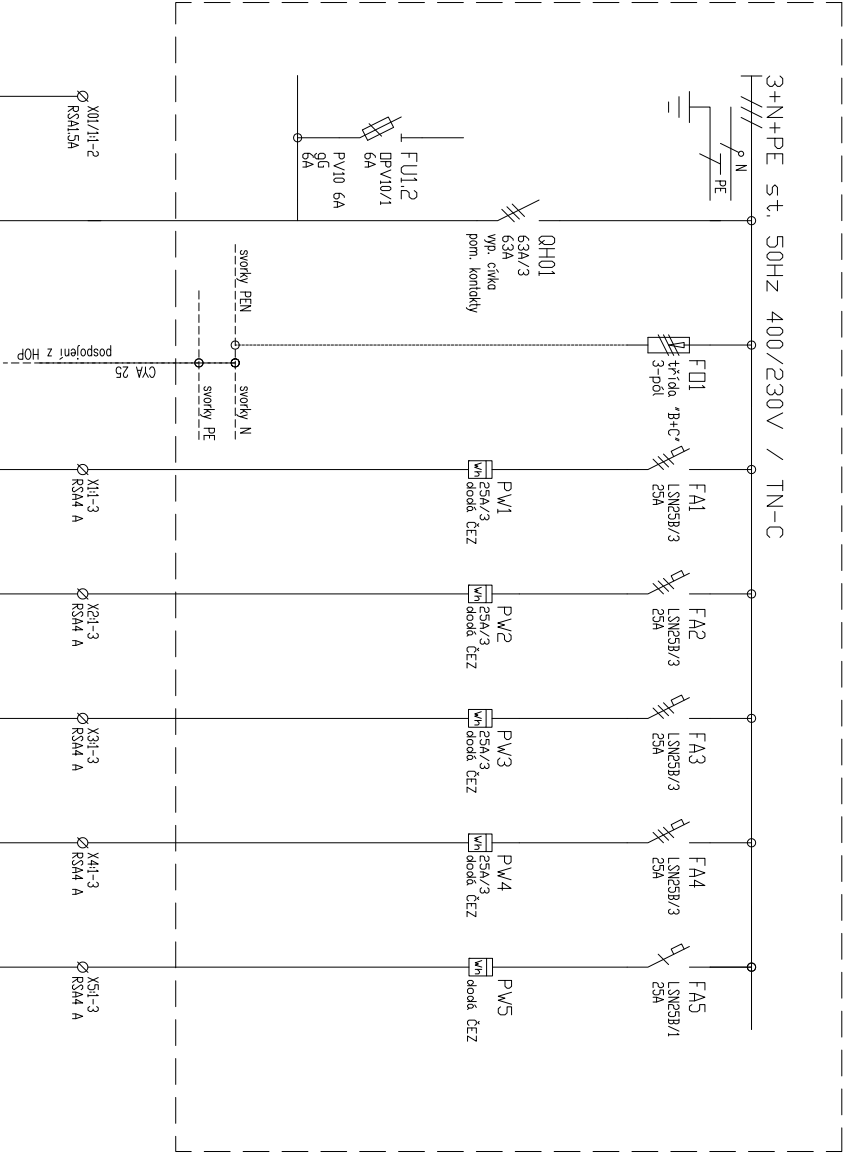 3+N+PE st. 50Hz 400/230V / TN-C
N
PE
FU1.2
OPV10/1
6A
PV10 6A
gG
6A
QH01
63A/3
63A
vyp. cívka
pom. kontakty
FO1
třída "B+C"
3-pól
FA1
LSN25B/3
25A
FA2
LSN25B/3
25A
FA3
LSN25B/3
25A
FA4
LSN25B/3
25A
FA5
LSN25B/1
25A
PW1
Wh
25A/3
dodá ČEZ
PW2
Wh
25A/3
dodá ČEZ
PW3
Wh
25A/3
dodá ČEZ
PW4
Wh
25A/3
dodá ČEZ
PW5
Wh
dodá ČEZ
svorky PEN
svorky N
svorky PE
CYA 25
pospojení z HOP
X01/1:1-2
RSA1.5A
X1:1-3
RSA4 A
X2:1-3
RSA4 A
X3:1-3
RSA4 A
X4:1-3
RSA4 A
X5:1-3
RSA4 A